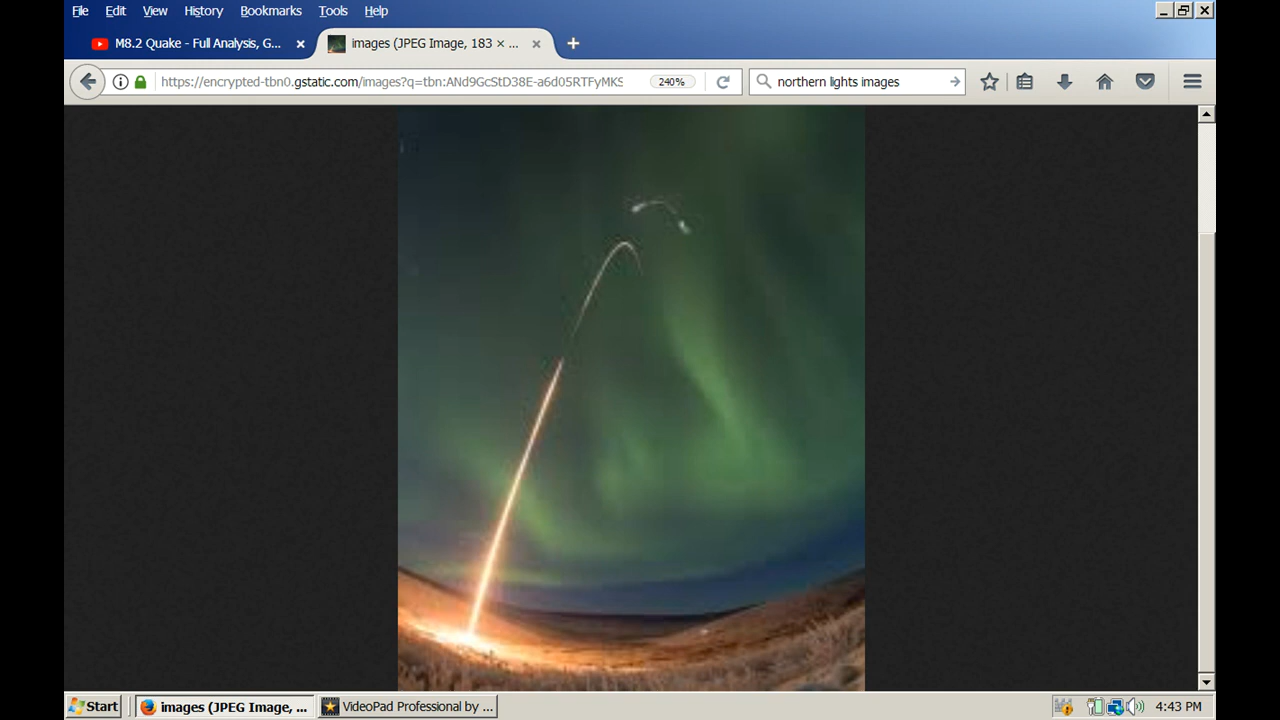 File Edit View History Bookmarks Tools Help
M8.2 Quake - Full Analysis, G...
images (JPEG Image, 183 × ...
https://encrypted-tbn0.gstatic.com/images?q=tbn:ANd9GcStD38E-a6d05RTFyMKS
240%
northern lights images
Start
images (JPEG Image, ...
VideoPad Professional by ...
4:43 PM